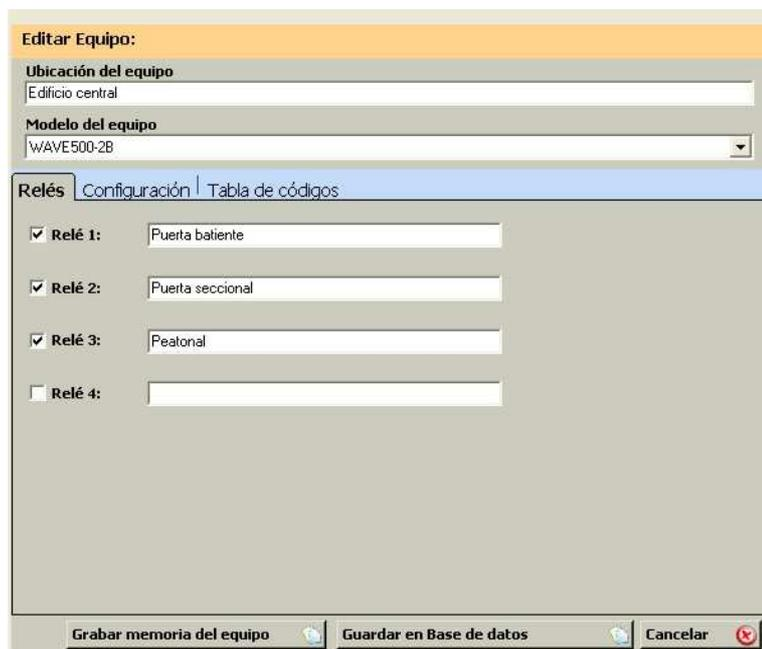 Editar Equipo:
Ubicación del equipo
Edificio central
Modelo del equipo
WAVE500-2B
Relés Configuración Tabla de códigos
Relé 1: Puerta batiente
Relé 2: Puerta seccional
Relé 3: Peatonal
Relé 4:
Grabar memoria del equipo Guardar en Base de datos Cancelar